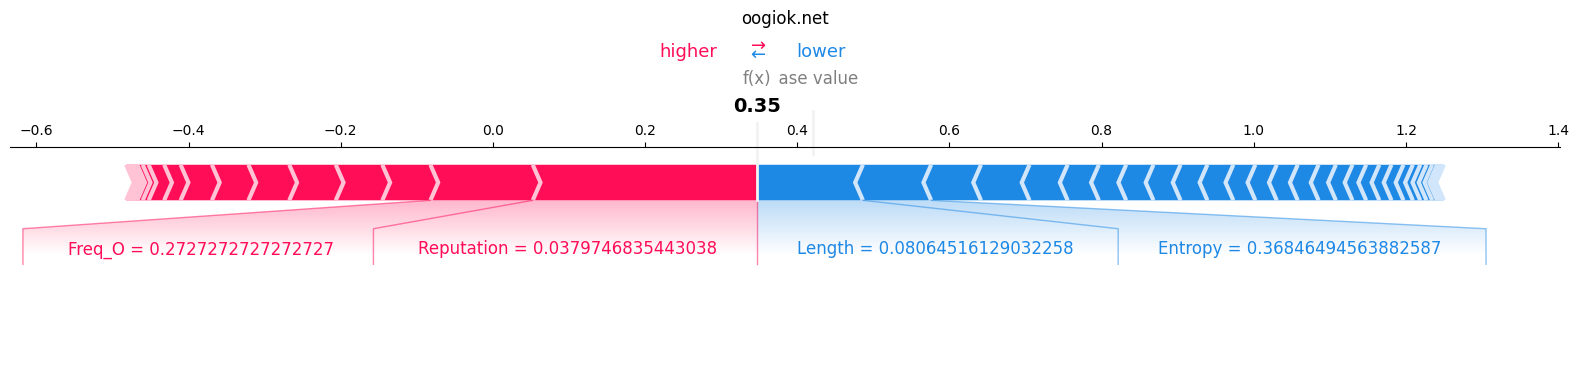 oogiok.net
higher ⇄ lower
f(x) ase value
0.35
−0.6 −0.4 −0.2 0.0 0.2 0.4 0.6 0.8 1.0 1.2 1.4
Freq_O = 0.2727272727272727 Reputation = 0.0379746835443038 Length = 0.08064516129032258 Entropy = 0.36846494563882587